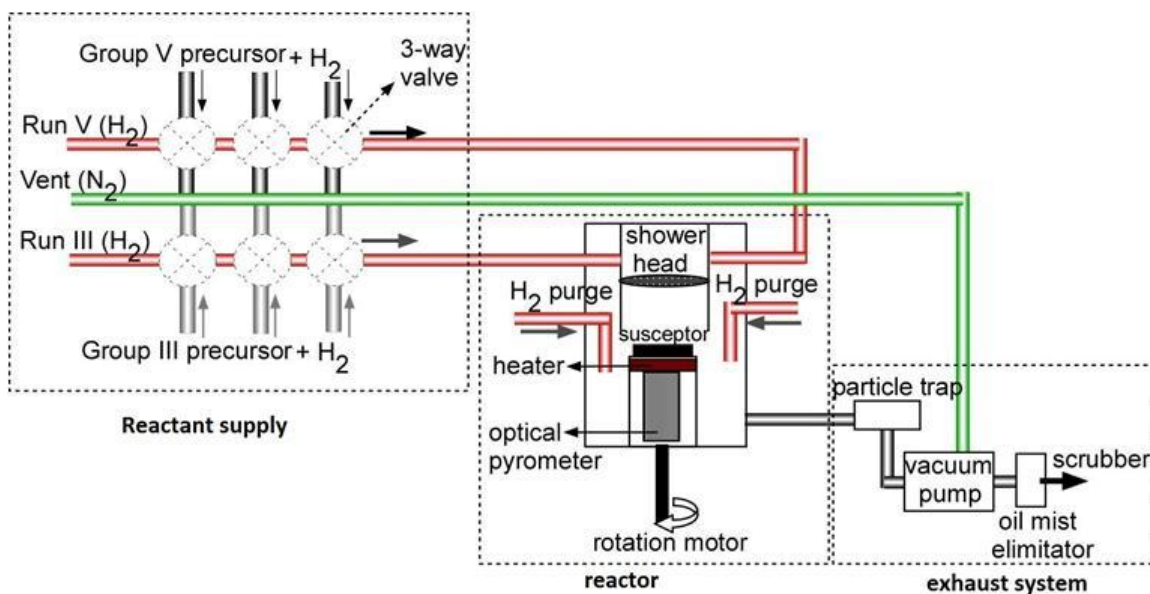 Group V precursor + H2
3-way
valve
Run V (H2)
Vent (N2)
Run III (H2)
shower
head
H2 purge
H2 purge
susceptor
Group III precursor + H2
heater
particle trap
Reactant supply
optical
pyrometer
vacuum
pump
scrubber
oil mist
elimitator
rotation motor
reactor
exhaust system